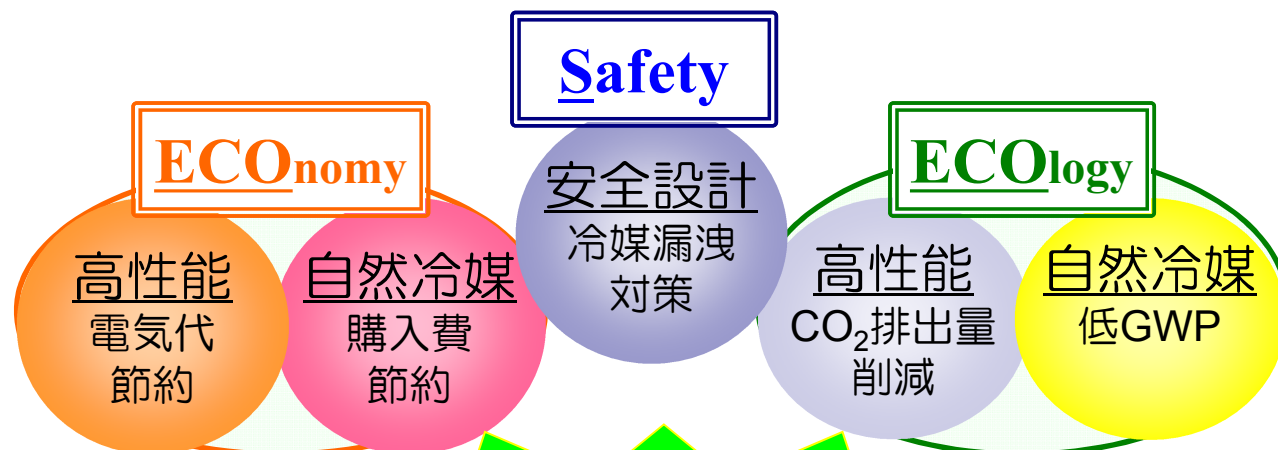 Safety
安全設計
冷媒漏洩
対策
ECOnomy
高性能
電気代
節約
自然冷媒
購入費
節約
ECOlogy
高性能
CO₂排出量
削減
自然冷媒
低GWP